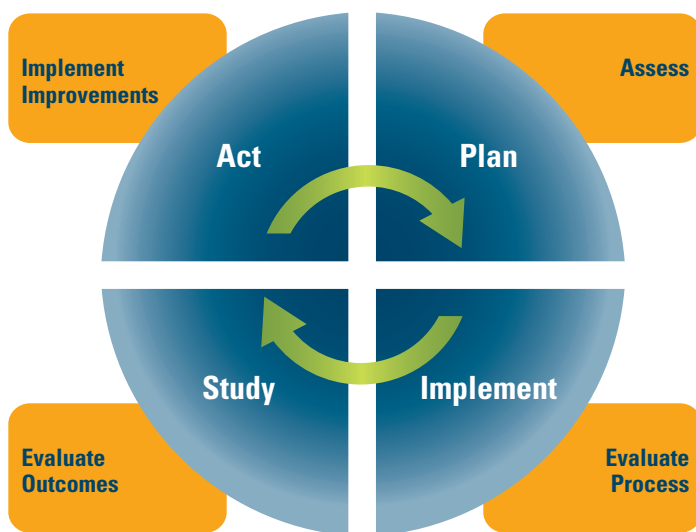 Implement
Improvements
Assess
Act
Plan
Study
Implement
Evaluate
Outcomes
Evaluate
Process